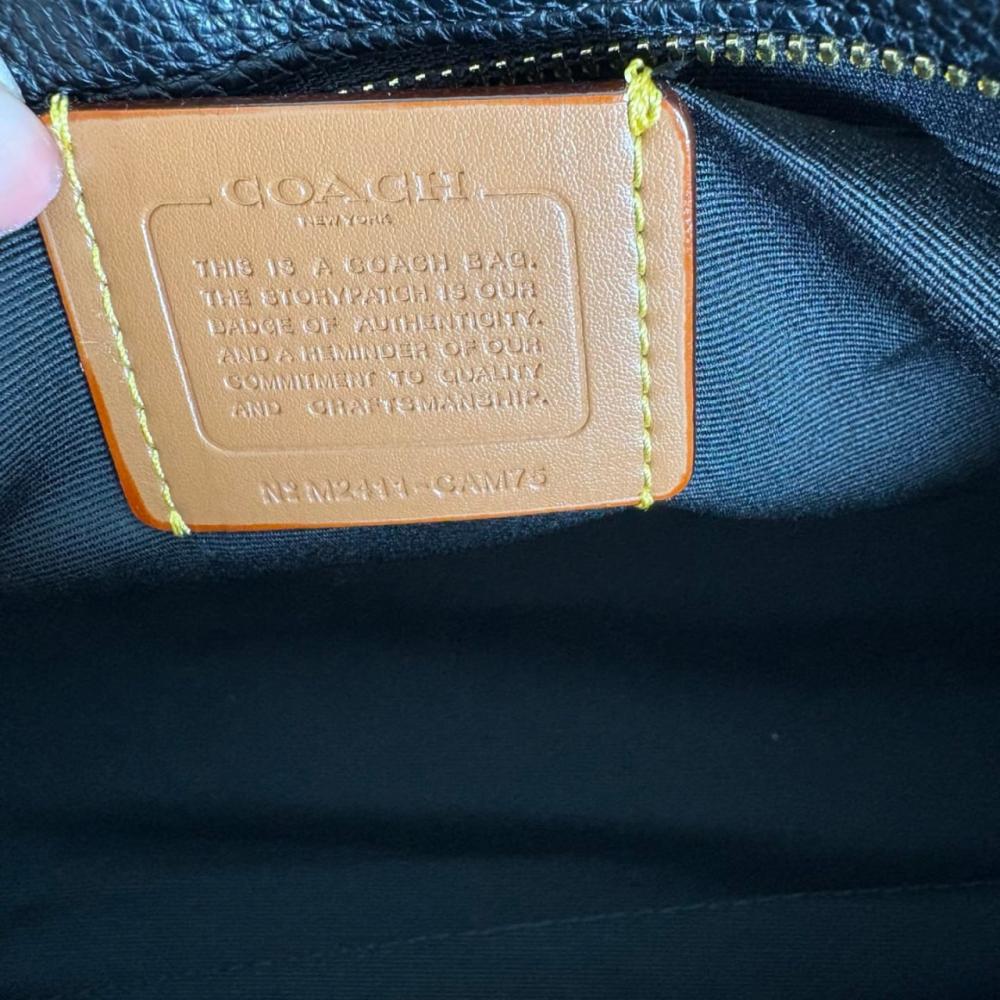 COACH
NEW YORK
THIS IS A COACH BAG.
THE STORYPATCH IS OUR
BADGE OF AUTHENTICITY.
AND A REMINDER OF OUR
COMMITMENT TO QUALITY
AND CRAFTSMANSHIP.
Nº M2411-CAM75